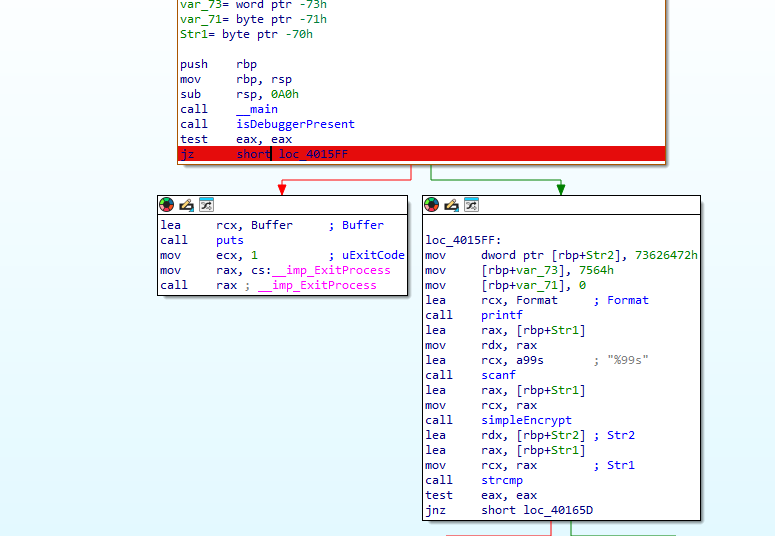 var_73= word ptr -73h
var_71= byte ptr -71h
Str1= byte ptr -70h
push rbp
mov rbp, rsp
sub rsp, 0A0h
call __main
call isDebuggerPresent
test eax, eax
jz short loc_4015FF
lea rcx, Buffer ; Buffer
call puts
mov ecx, 1 ; uExitCode
mov rax, cs:__imp_ExitProcess
call rax ; __imp_ExitProcess
loc_4015FF:
mov dword ptr [rbp+Str2], 73626472h
mov [rbp+var_73], 7564h
mov [rbp+var_71], 0
lea rcx, Format ; Format
call printf
lea rax, [rbp+Str1]
mov rdx, rax
lea rcx, a99s ; "%99s"
call scanf
lea rax, [rbp+Str1]
mov rcx, rax
call simpleEncrypt
lea rdx, [rbp+Str2] ; Str2
lea rax, [rbp+Str1]
mov rcx, rax ; Str1
call strcmp
test eax, eax
jnz short loc_40165D